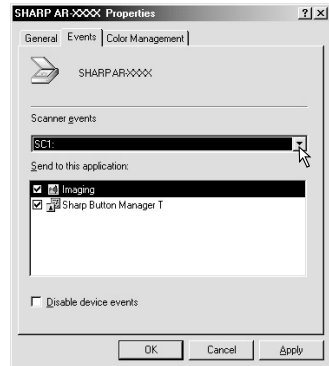 SHARP AR-XXXX Properties
General Events Color Management
SHARP AR-XXXX
Scanner events
SC1:
Send to this application:
Imaging
Sharp Button Manager T
Disable device events
OK Cancel Apply